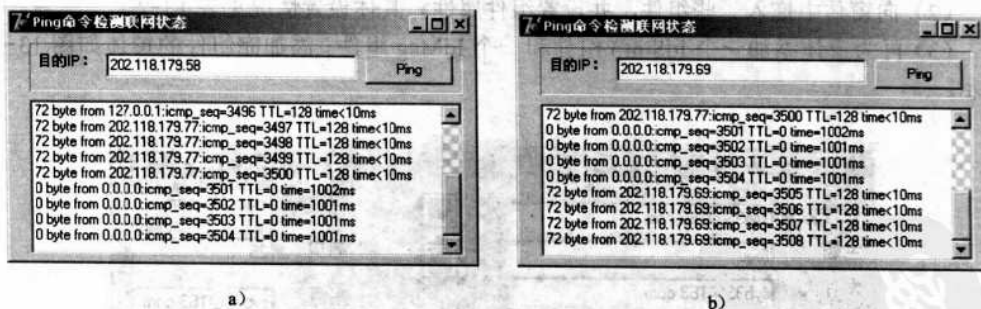 Ping命令检测联网状态
目的IP：
202.118.179.58
Ping
72 byte from 127.0.0.1:icmp_seq=3496 TTL=128 time<10ms
72 byte from 202.118.179.77:icmp_seq=3497 TTL=128 time<10ms
72 byte from 202.118.179.77:icmp_seq=3498 TTL=128 time<10ms
72 byte from 202.118.179.77:icmp_seq=3499 TTL=128 time<10ms
72 byte from 202.118.179.77:icmp_seq=3500 TTL=128 time<10ms
0 byte from 0.0.0.0:icmp_seq=3501 TTL=0 time=1002ms
0 byte from 0.0.0.0:icmp_seq=3502 TTL=0 time=1001ms
0 byte from 0.0.0.0:icmp_seq=3503 TTL=0 time=1001ms
0 byte from 0.0.0.0:icmp_seq=3504 TTL=0 time=1001ms
a）
Ping命令检测联网状态
目的IP：
202.118.179.69
Ping
72 byte from 202.118.179.77:icmp_seq=3500 TTL=128 time<10ms
0 byte from 0.0.0.0:icmp_seq=3501 TTL=0 time=1002ms
0 byte from 0.0.0.0:icmp_seq=3502 TTL=0 time=1001ms
0 byte from 0.0.0.0:icmp_seq=3503 TTL=0 time=1001ms
0 byte from 0.0.0.0:icmp_seq=3504 TTL=0 time=1001ms
72 byte from 202.118.179.69:icmp_seq=3505 TTL=128 time<10ms
72 byte from 202.118.179.69:icmp_seq=3506 TTL=128 time<10ms
72 byte from 202.118.179.69:icmp_seq=3507 TTL=128 time<10ms
72 byte from 202.118.179.69:icmp_seq=3508 TTL=128 time<10ms
b）